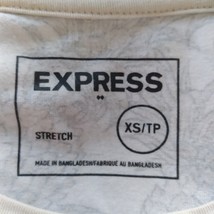 EXPRESS
STRETCH
XS/TP
MADE IN BANGLADESH/FABRIQUÉ AU BANGLADESH